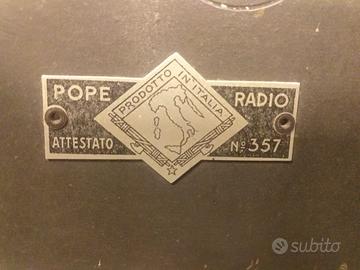 POPE RADIO
PRODOTTO IN ITALIA
ATTESTATO No 357
subito